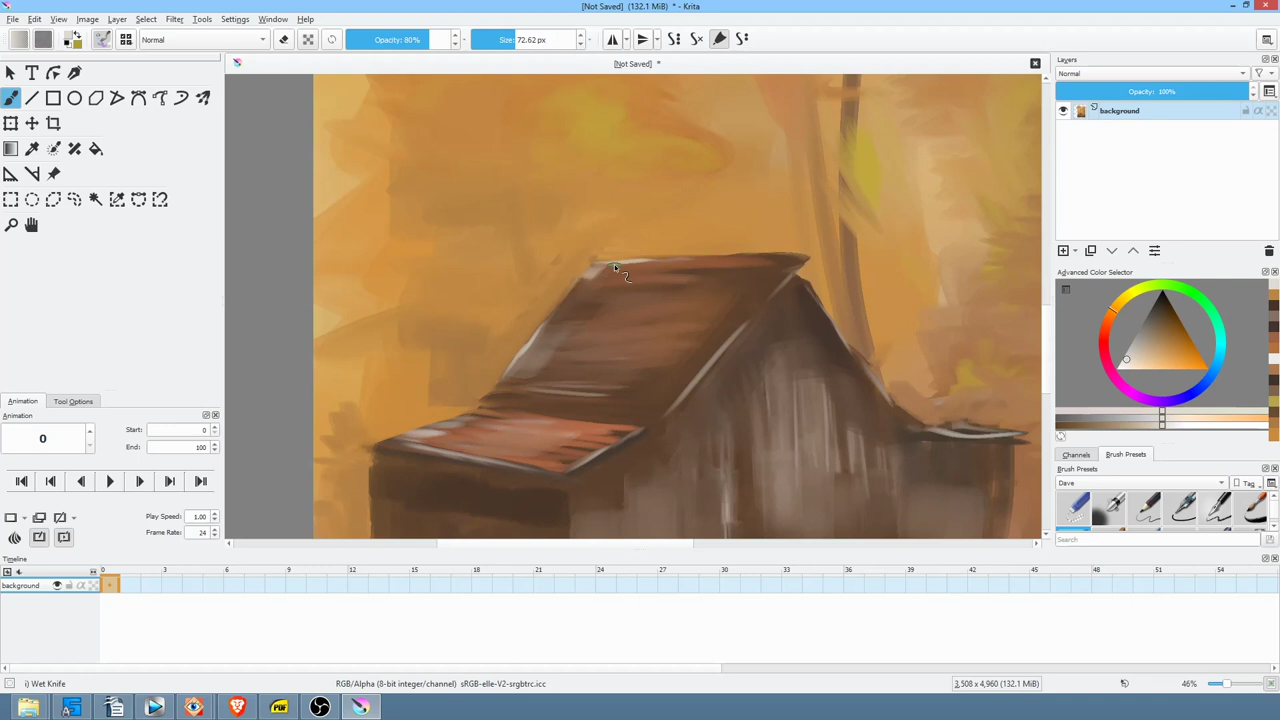 [Not Saved] (132.1 MiB) * - Krita
File Edit View Image Layer Select Filter Tools Settings Window Help
Normal Opacity: 80% Size: 72.62 px
[Not Saved] *
Layers
Normal
Opacity: 100%
background
Advanced Color Selector
Channels Brush Presets
Brush Presets
Dave Tag
Search
Animation Tool Options
Animation
0 Start: 0
End: 100
Play Speed: 1.00
Frame Rate: 24
Timeline
0 3 6 9 12 15 18 21 24 27 30 33 36 39 42 45 48 51 54
background
i) Wet Knife RGB/Alpha (8-bit integer/channel) sRGB-elle-V2-srgbtrc.icc 3,508 x 4,960 (132.1 MiB) 46%
PDF